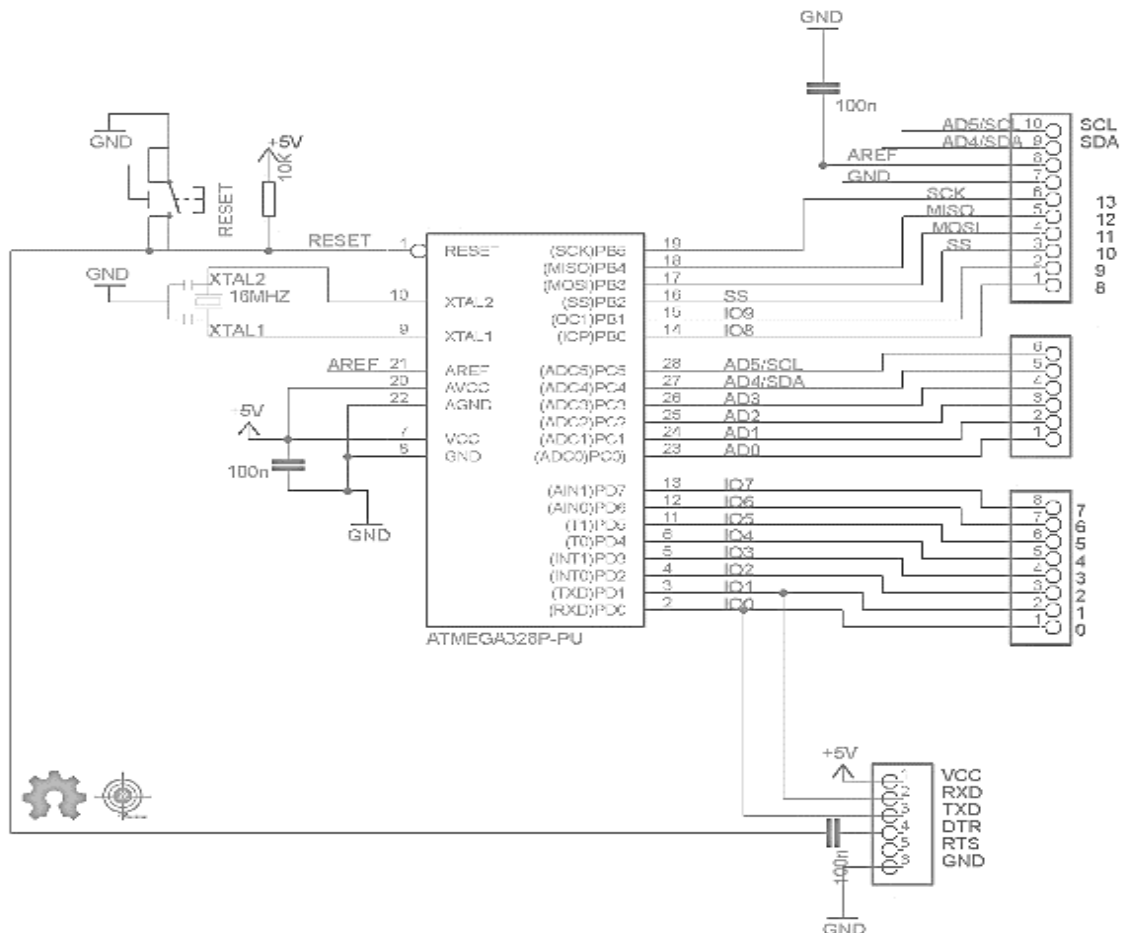 GND
100n
AD5/SCL 10 SCL
AD4/SDA 9 SDA
AREF 8
GND 7
SCK 6 13
MISO 5 12
MOSI 4 11
SS 3 10
2 9
1 8
GND
+5V
10K
RESET
RESET 1
GND
XTAL2
16MHZ
XTAL1
10
9
AREF 21
20
22
+5V
7
100n
GND
RESET
XTAL2
XTAL1
AREF
AVCC
AGND
VCC
GND
(SCK)PB5 19
(MISO)PB4 18
(MOSI)PB3 17
(SS)PB2 16 SS
(OC1)PB1 15 IO9
(ICP)PB0 14 IO8
(ADC5)PC5 28 AD5/SCL
(ADC4)PC4 27 AD4/SDA
(ADC3)PC3 26 AD3
(ADC2)PC2 25 AD2
(ADC1)PC1 24 AD1
(ADC0)PC0 23 AD0
6
5
4
3
2
1
(AIN1)PD7 13 IO7
(AIN0)PD6 12 IO6
(T1)PD5 11 IO5
(T0)PD4 6 IO4
(INT1)PD3 5 IO3
(INT0)PD2 4 IO2
(TXD)PD1 3 IO1
(RXD)PD0 2 IO0
8 7
7 6
6 5
5 4
4 3
3 2
2 1
1 0
ATMEGA328P-PU
+5V
1 VCC
2 RXD
3 TXD
4 DTR
5 RTS
GND
100n
GND